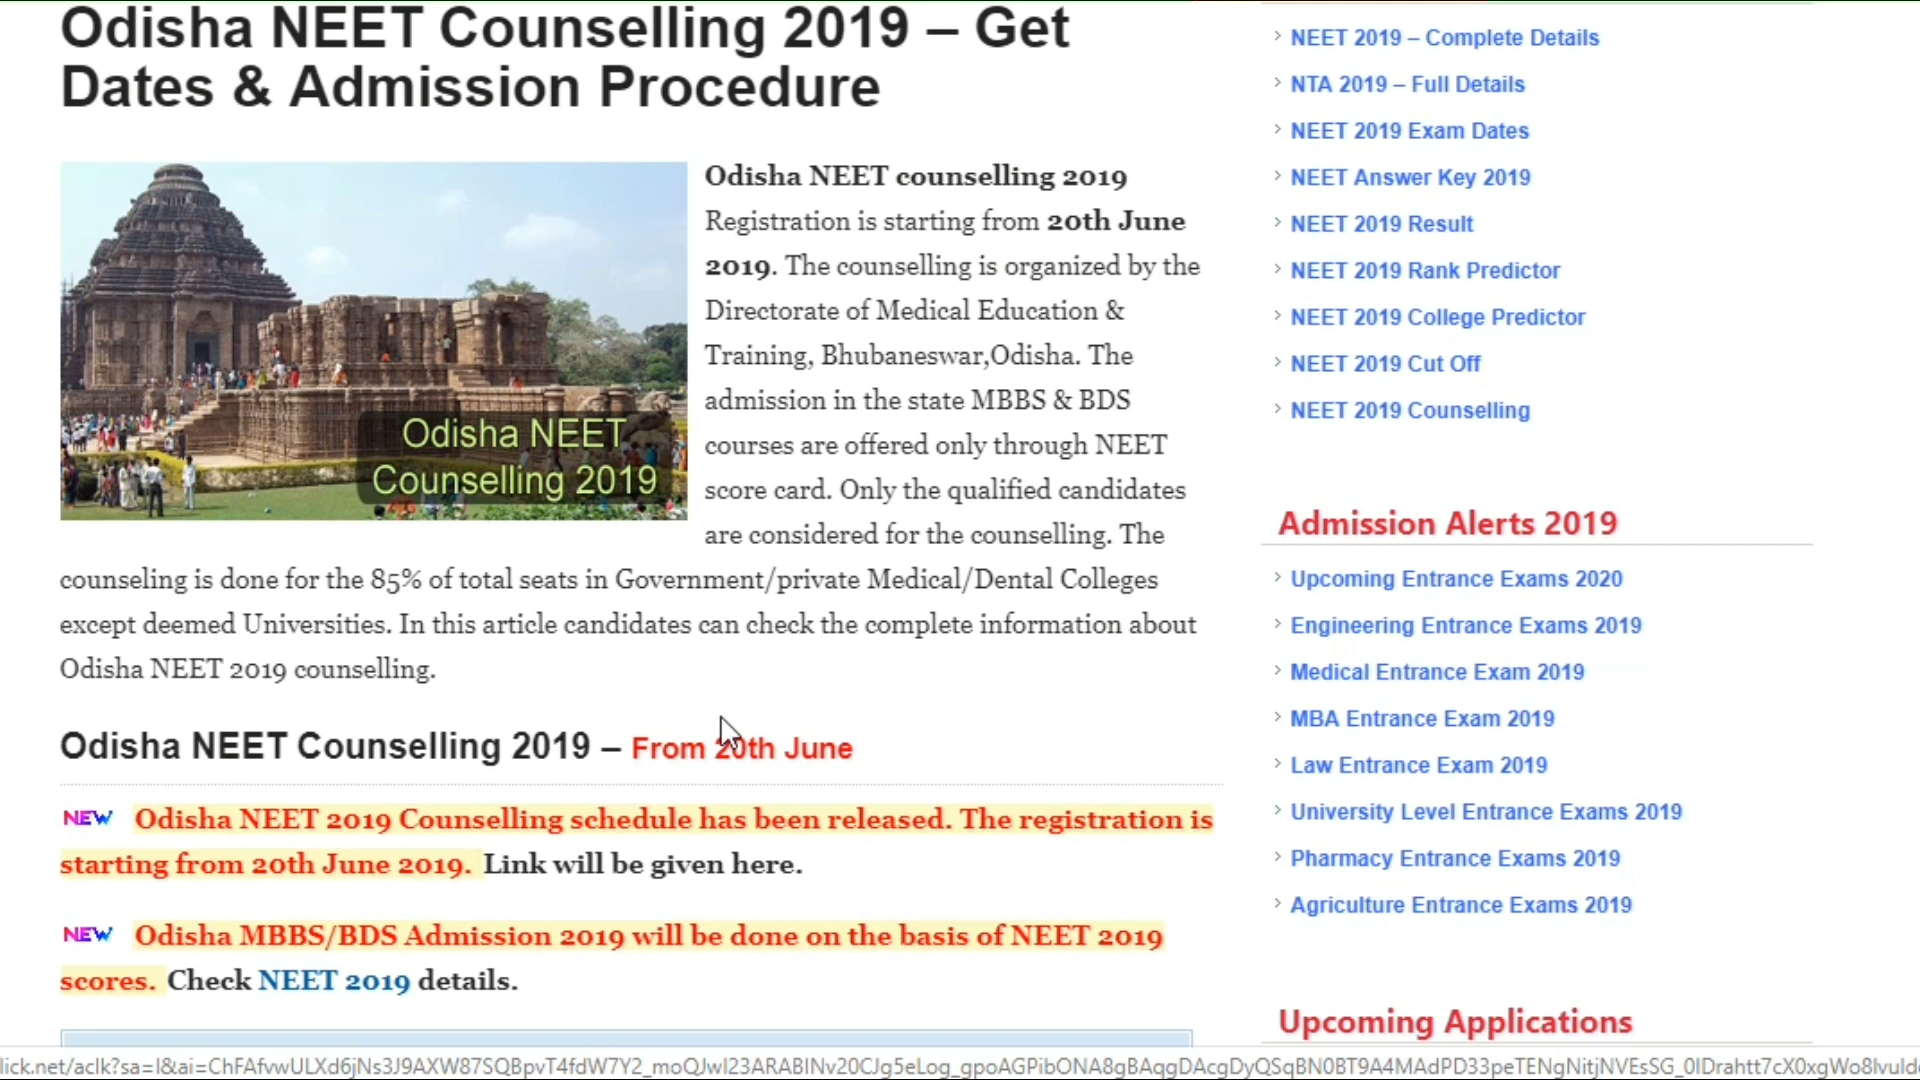 Odisha NEET Counselling 2019 – Get
Dates & Admission Procedure
Odisha NEET
Counselling 2019
Odisha NEET counselling 2019
Registration is starting from 20th June
2019. The counselling is organized by the
Directorate of Medical Education &
Training, Bhubaneswar,Odisha. The
admission in the state MBBS & BDS
courses are offered only through NEET
score card. Only the qualified candidates
are considered for the counselling. The
counseling is done for the 85% of total seats in Government/private Medical/Dental Colleges
except deemed Universities. In this article candidates can check the complete information about
Odisha NEET 2019 counselling.
Odisha NEET Counselling 2019 – From 20th June
NEW Odisha NEET 2019 Counselling schedule has been released. The registration is
starting from 20th June 2019. Link will be given here.
NEW Odisha MBBS/BDS Admission 2019 will be done on the basis of NEET 2019
scores. Check NEET 2019 details.
NEET 2019 – Complete Details
NTA 2019 – Full Details
NEET 2019 Exam Dates
NEET Answer Key 2019
NEET 2019 Result
NEET 2019 Rank Predictor
NEET 2019 College Predictor
NEET 2019 Cut Off
NEET 2019 Counselling
Admission Alerts 2019
Upcoming Entrance Exams 2020
Engineering Entrance Exams 2019
Medical Entrance Exam 2019
MBA Entrance Exam 2019
Law Entrance Exam 2019
University Level Entrance Exams 2019
Pharmacy Entrance Exams 2019
Agriculture Entrance Exams 2019
Upcoming Applications